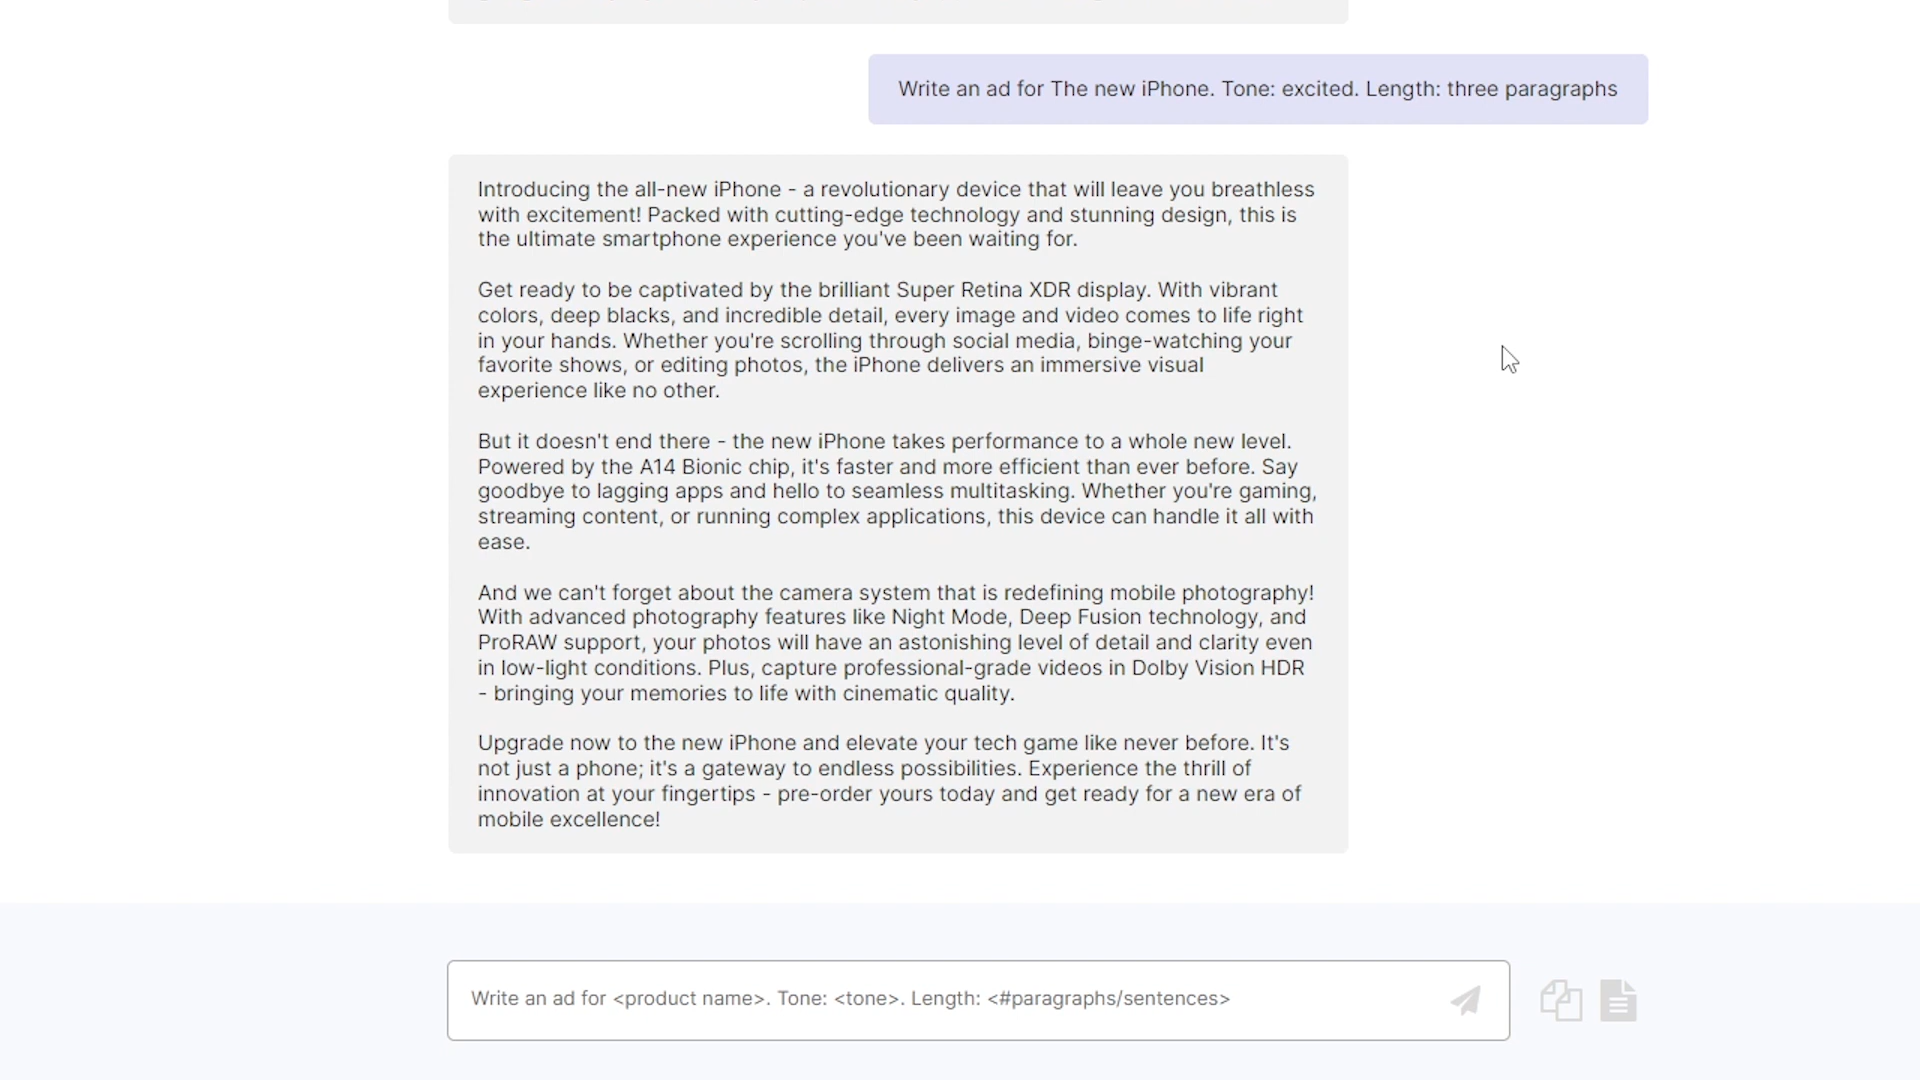 Write an ad for The new iPhone. Tone: excited. Length: three paragraphs
Introducing the all-new iPhone - a revolutionary device that will leave you breathless
with excitement! Packed with cutting-edge technology and stunning design, this is
the ultimate smartphone experience you've been waiting for.
Get ready to be captivated by the brilliant Super Retina XDR display. With vibrant
colors, deep blacks, and incredible detail, every image and video comes to life right
in your hands. Whether you're scrolling through social media, binge-watching your
favorite shows, or editing photos, the iPhone delivers an immersive visual
experience like no other.
But it doesn't end there - the new iPhone takes performance to a whole new level.
Powered by the A14 Bionic chip, it's faster and more efficient than ever before. Say
goodbye to lagging apps and hello to seamless multitasking. Whether you're gaming,
streaming content, or running complex applications, this device can handle it all with
ease.
And we can't forget about the camera system that is redefining mobile photography!
With advanced photography features like Night Mode, Deep Fusion technology, and
ProRAW support, your photos will have an astonishing level of detail and clarity even
in low-light conditions. Plus, capture professional-grade videos in Dolby Vision HDR
- bringing your memories to life with cinematic quality.
Upgrade now to the new iPhone and elevate your tech game like never before. It's
not just a phone; it's a gateway to endless possibilities. Experience the thrill of
innovation at your fingertips - pre-order yours today and get ready for a new era of
mobile excellence!
Write an ad for <product name>. Tone: <tone>. Length: <#paragraphs/sentences>